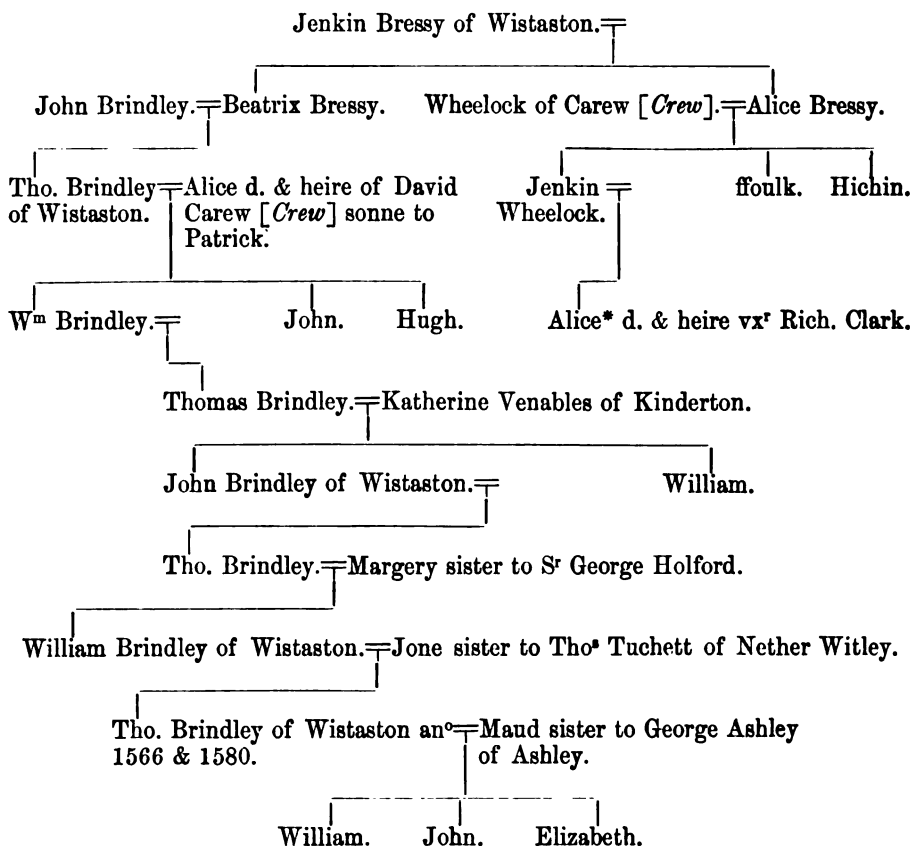 Jenkin Bressy of Wistaston.
John Brindley. Beatrix Bressy. Wheelock of Carew [Crew]. Alice Bressy.
Tho. Brindley
of Wistaston.
Alice d. & heire of David
Carew [Crew] sonne to
Patrick.
Jenkin
Wheelock.
ffoulk. Hichin.
Wᵐ Brindley. John. Hugh. Alice* d. & heire vxʳ Rich. Clark.
Thomas Brindley. Katherine Venables of Kinderton.
John Brindley of Wistaston. William.
Tho. Brindley. Margery sister to Sʳ George Holford.
William Brindley of Wistaston. Jone sister to Thoˢ Tuchett of Nether Witley.
Tho. Brindley of Wistaston anᵒ
1566 & 1580.
Maud sister to George Ashley
of Ashley.
William. John. Elizabeth.